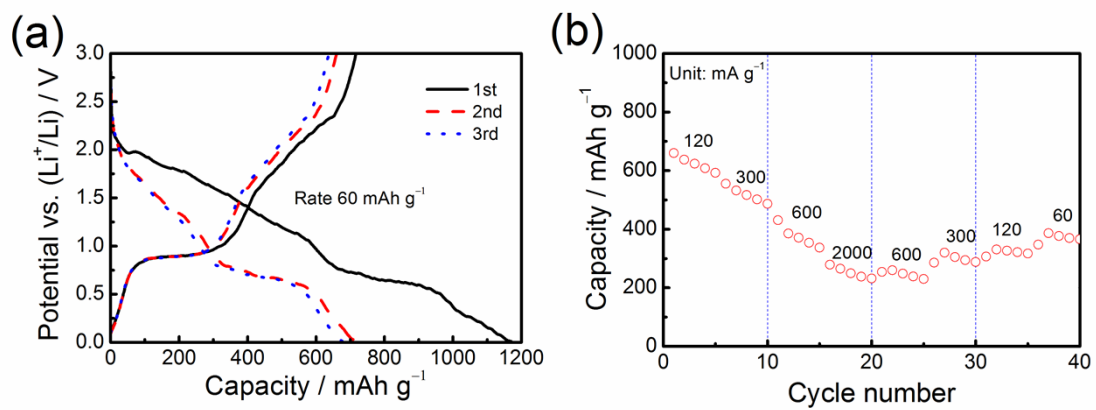 (a)
3.0
2.5
2.0
1.5
1.0
0.5
0.0
Potential vs. (Li⁺/Li) / V
1st
2nd
3rd
Rate 60 mAh g⁻¹
0 200 400 600 800 1000 1200
Capacity / mAh g⁻¹
(b)
1000
800
600
400
200
0
Capacity / mAh g⁻¹
Unit: mA g⁻¹
120
300
600
2000
600
300
120
60
0 10 20 30 40
Cycle number